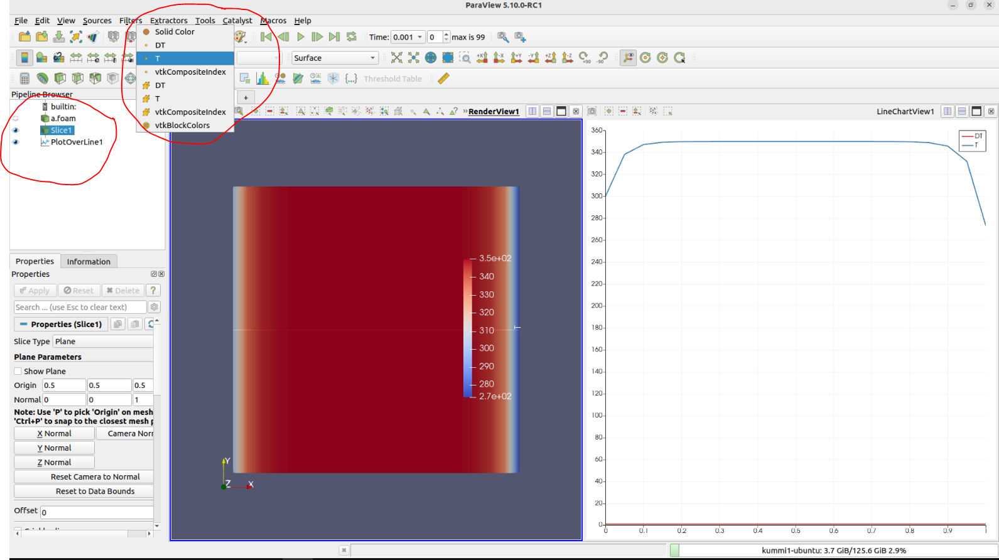 ParaView 5.10.0-RC1
File Edit View Sources Filters Extractors Tools Catalyst Macros Help
Time: 0.001 0 max is 99
Solid Color
DT
T
vtkCompositeIndex
DT
T
vtkCompositeIndex
vtkBlockColors
Surface
+X -X +Y -Y +Z -Z +90 -90
Threshold Table
Pipeline Browser
+
builtin:
a.foam
Slice1
PlotOverLine1
RenderView1
LineChartView1
Properties Information
Properties
Apply Reset Delete ?
Search ... (use Esc to clear text)
Properties (Slice1)
Slice Type Plane
Plane Parameters
Show Plane
Origin 0.5 0.5 0.5
Normal 0 0 1
Note: Use 'P' to pick 'Origin' on mesh
'Ctrl+P' to snap to the closest mesh p
X Normal Camera Norr
Y Normal
Z Normal
Reset Camera to Normal
Reset to Data Bounds
Offset 0
3.5e+02
340
330
320
310
300
290
280
2.7e+02
T
Y
Z X
DT
T
360
340
320
300
280
260
240
220
200
180
160
140
120
100
80
60
40
20
0
0 0.1 0.2 0.3 0.4 0.5 0.6 0.7 0.8 0.9 1
kummi1-ubuntu: 3.7 GiB/125.6 GiB 2.9%